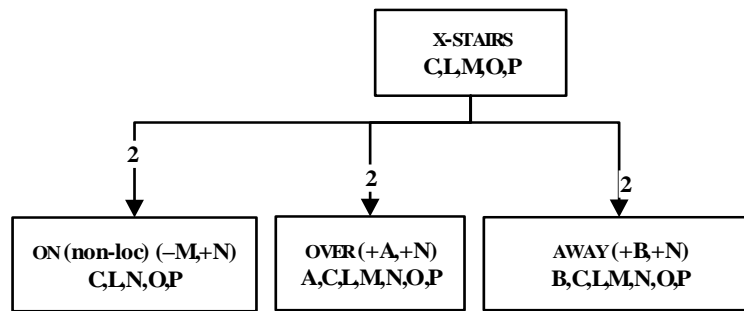 X-STAIRS
C,L,M,O,P
2
2
2
ON (non-loc) (–M,+N)
C,L,N,O,P
OVER (+A,+N)
A,C,L,M,N,O,P
AWAY (+B,+N)
B,C,L,M,N,O,P